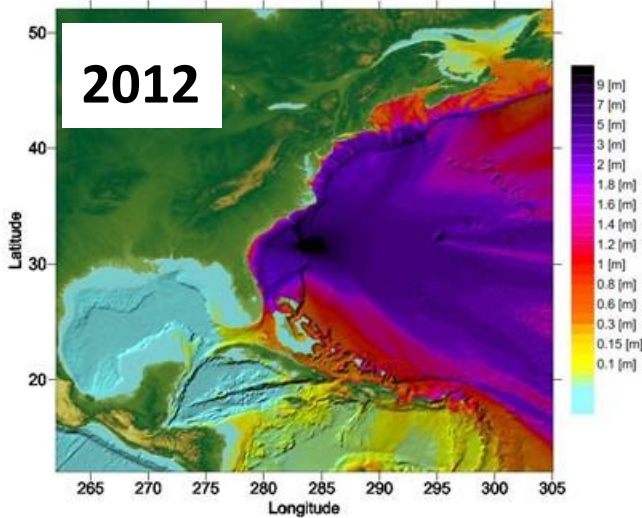 2012
50
40
30
20
Latitude
265 270 275 280 285 290 295 300 305
Longitude
9 [m]
7 [m]
5 [m]
3 [m]
2 [m]
1.8 [m]
1.6 [m]
1.4 [m]
1.2 [m]
1 [m]
0.8 [m]
0.6 [m]
0.3 [m]
0.15 [m]
0.1 [m]